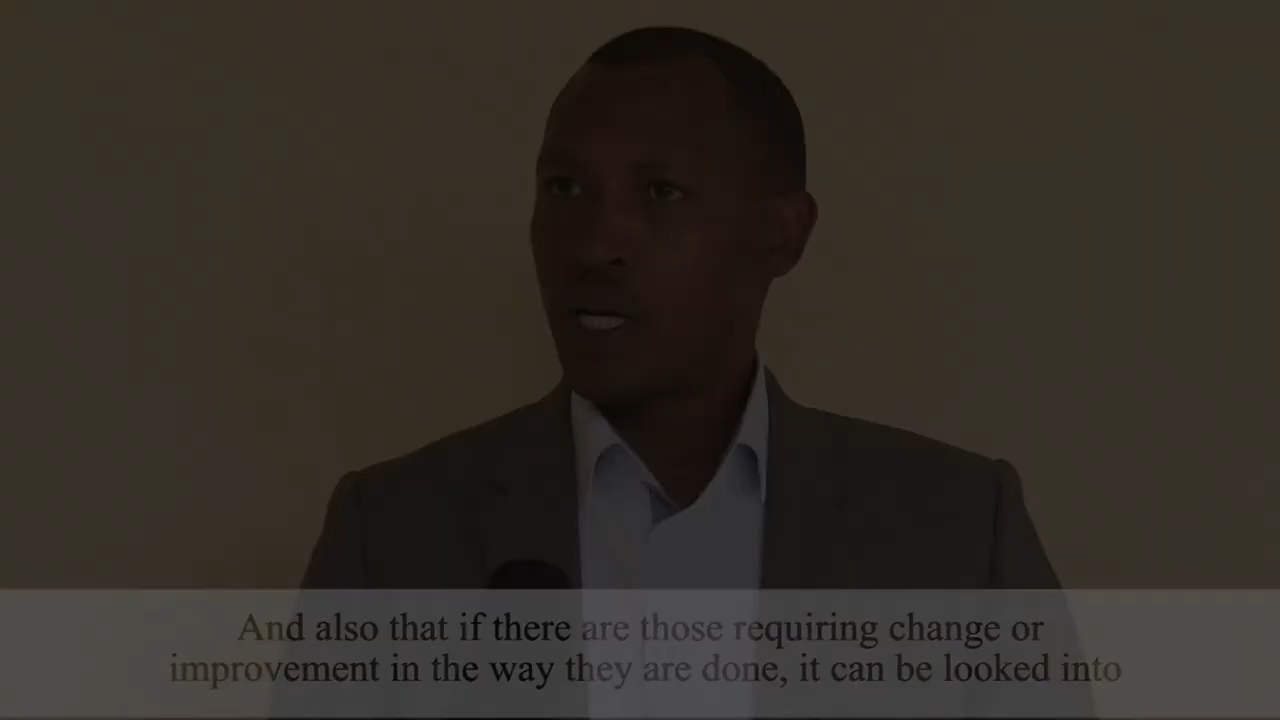 And also that if there are those requiring change or
improvement in the way they are done, it can be looked into